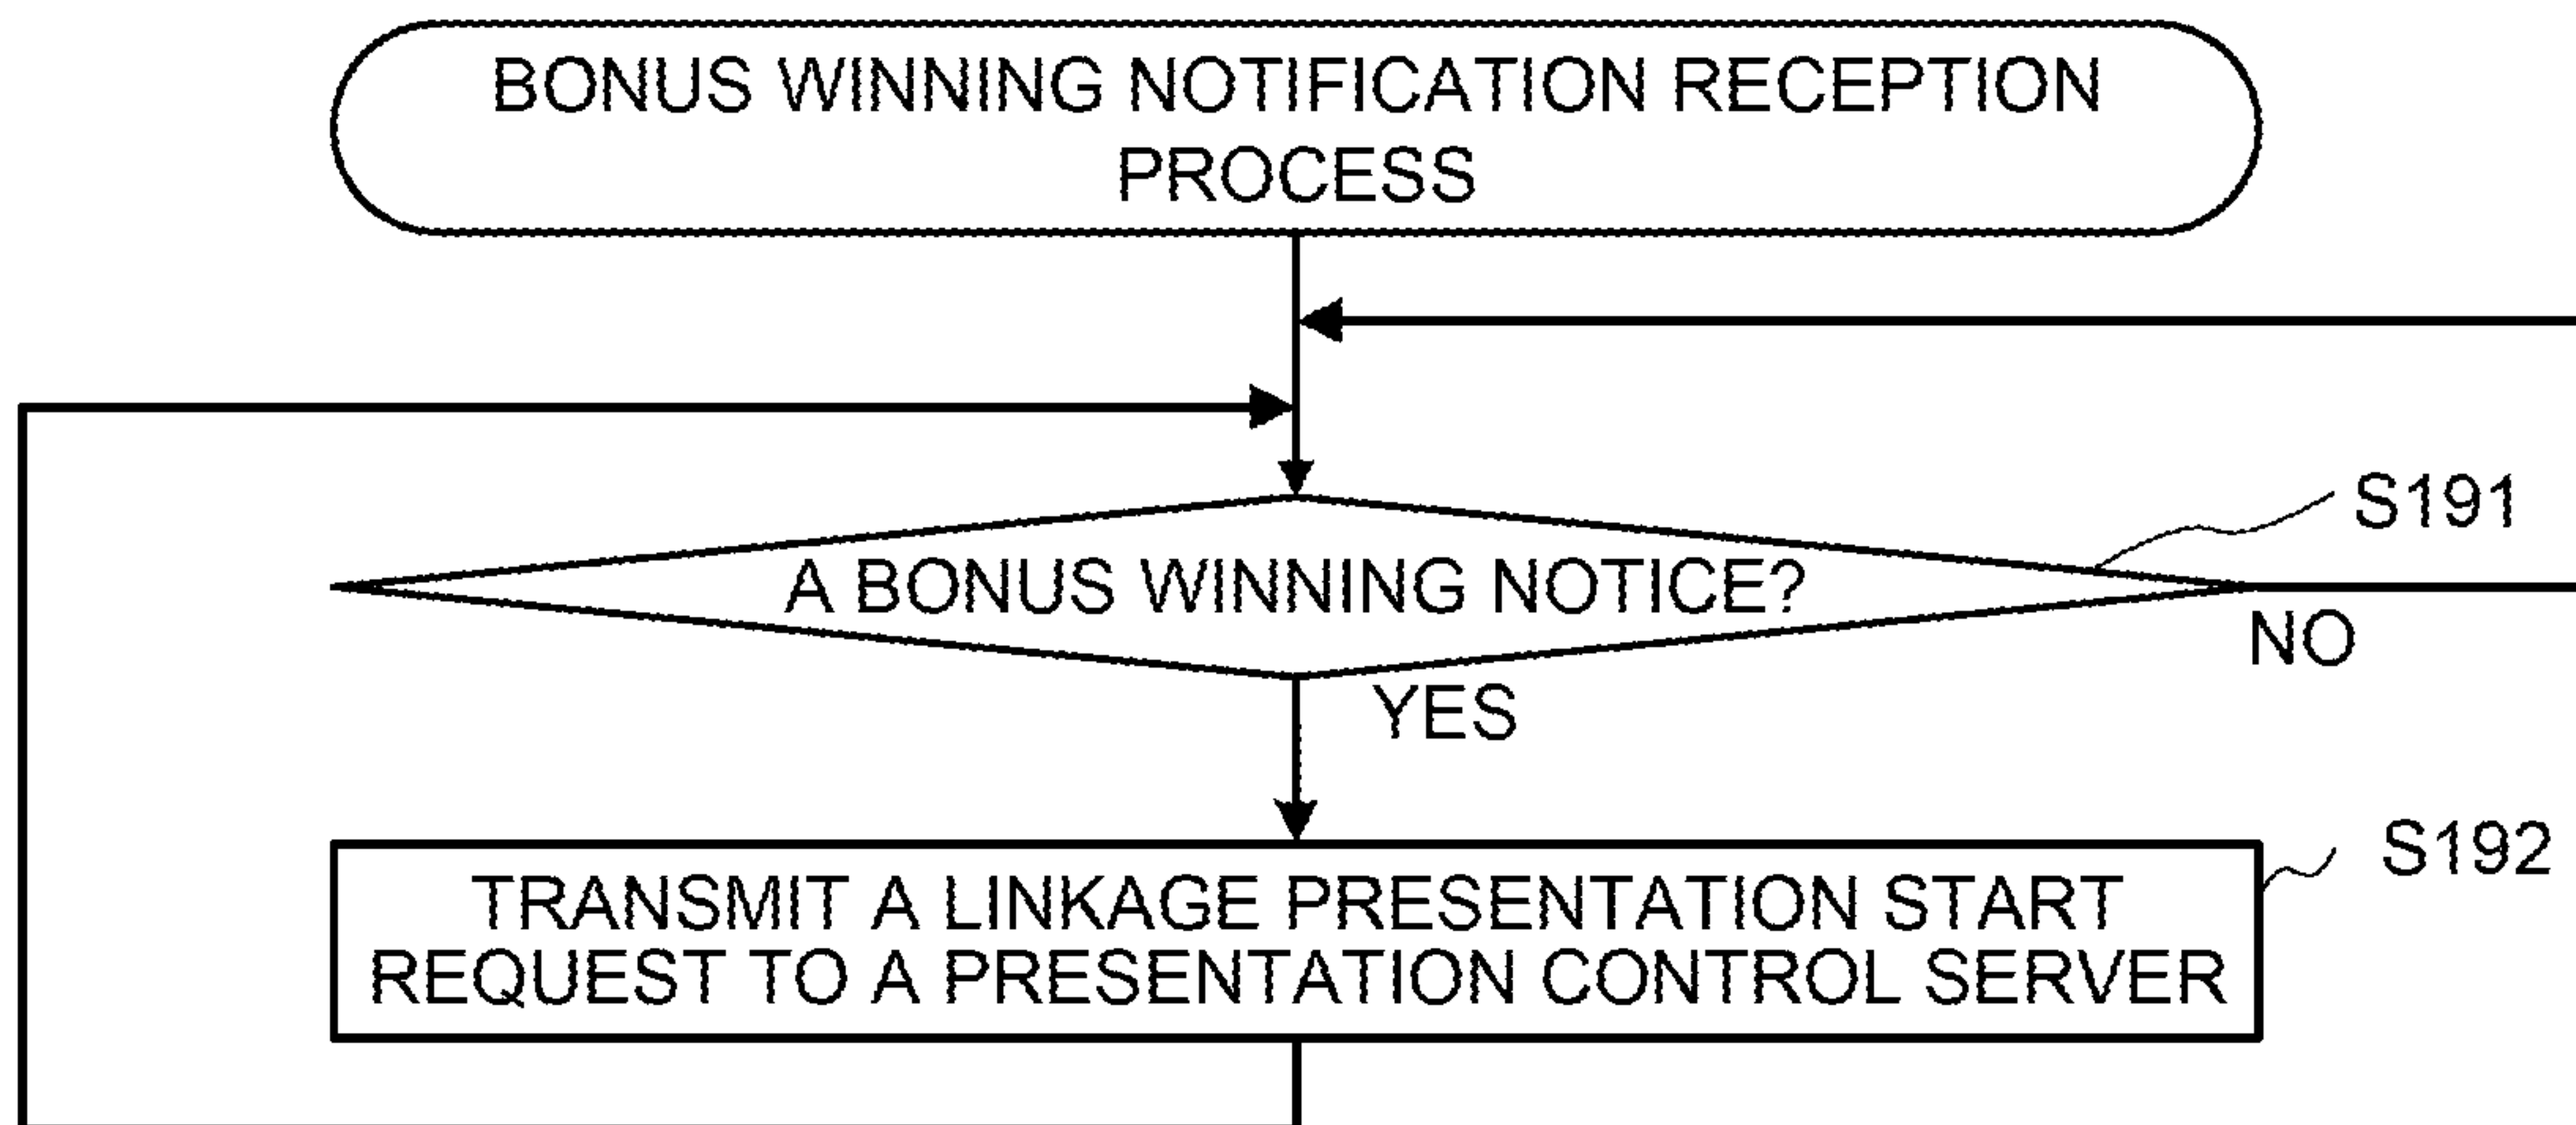 BONUS WINNING NOTIFICATION RECEPTION
PROCESS
S191
A BONUS WINNING NOTICE?
NO
YES
S192
TRANSMIT A LINKAGE PRESENTATION START
REQUEST TO A PRESENTATION CONTROL SERVER